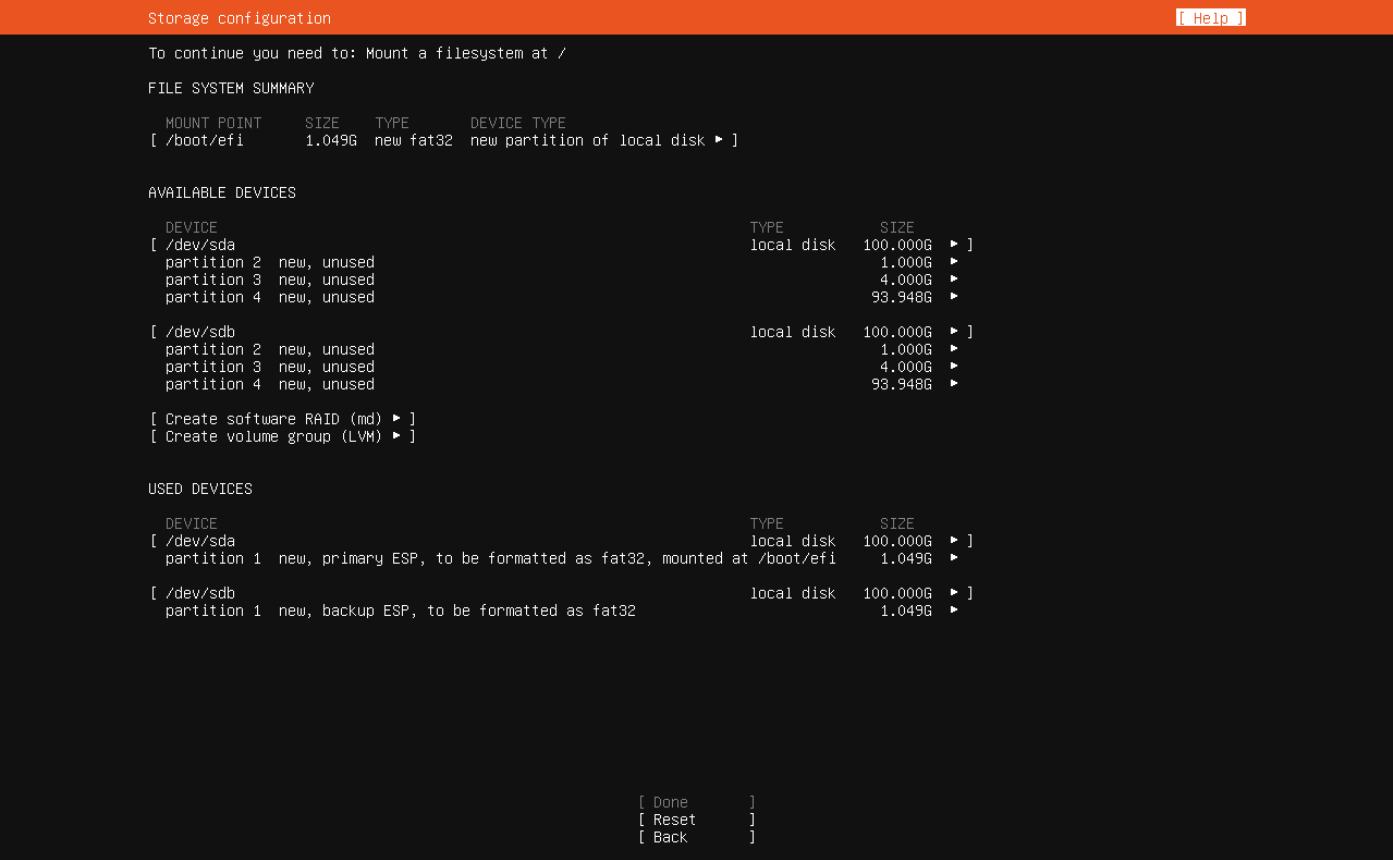 Storage configuration [ Help ]
To continue you need to: Mount a filesystem at /
FILE SYSTEM SUMMARY
MOUNT POINT SIZE TYPE DEVICE TYPE
[ /boot/efi 1.049G new fat32 new partition of local disk ▸ ]
AVAILABLE DEVICES
DEVICE TYPE SIZE
[ /dev/sda local disk 100.000G ▸ ]
partition 2 new, unused 1.000G ▸
partition 3 new, unused 4.000G ▸
partition 4 new, unused 93.948G ▸
[ /dev/sdb local disk 100.000G ▸ ]
partition 2 new, unused 1.000G ▸
partition 3 new, unused 4.000G ▸
partition 4 new, unused 93.948G ▸
[ Create software RAID (md) ▸ ]
[ Create volume group (LVM) ▸ ]
USED DEVICES
DEVICE TYPE SIZE
[ /dev/sda local disk 100.000G ▸ ]
partition 1 new, primary ESP, to be formatted as fat32, mounted at /boot/efi 1.049G ▸
[ /dev/sdb local disk 100.000G ▸ ]
partition 1 new, backup ESP, to be formatted as fat32 1.049G ▸
[ Done ]
[ Reset ]
[ Back ]